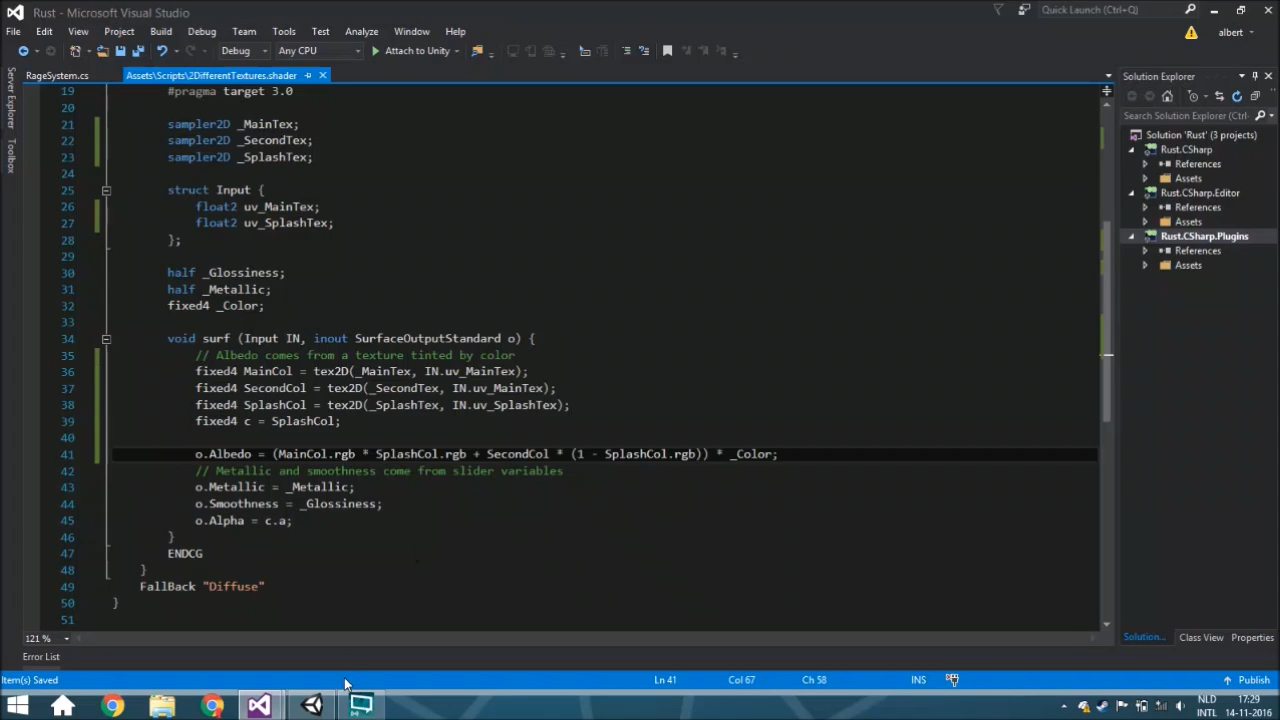 Rust - Microsoft Visual Studio
Quick Launch (Ctrl+Q)
File Edit View Project Build Debug Team Tools Test Analyze Window Help
albert
Debug Any CPU Attach to Unity
RageSystem.cs Assets\Scripts\2DifferentTextures.shader
Server Explorer
Toolbox
19 #pragma target 3.0
20
21 sampler2D _MainTex;
22 sampler2D _SecondTex;
23 sampler2D _SplashTex;
24
25 struct Input {
26 float2 uv_MainTex;
27 float2 uv_SplashTex;
28 };
29
30 half _Glossiness;
31 half _Metallic;
32 fixed4 _Color;
33
34 void surf (Input IN, inout SurfaceOutputStandard o) {
35 // Albedo comes from a texture tinted by color
36 fixed4 MainCol = tex2D(_MainTex, IN.uv_MainTex);
37 fixed4 SecondCol = tex2D(_SecondTex, IN.uv_MainTex);
38 fixed4 SplashCol = tex2D(_SplashTex, IN.uv_SplashTex);
39 fixed4 c = SplashCol;
40
41 o.Albedo = (MainCol.rgb * SplashCol.rgb + SecondCol * (1 - SplashCol.rgb)) * _Color;
42 // Metallic and smoothness come from slider variables
43 o.Metallic = _Metallic;
44 o.Smoothness = _Glossiness;
45 o.Alpha = c.a;
46 }
47 ENDCG
48 }
49 FallBack "Diffuse"
50 }
51
121 %
Solution Explorer
Search Solution Explorer (Ctrl+
Solution 'Rust' (3 projects)
Rust.CSharp
References
Assets
Rust.CSharp.Editor
References
Assets
Rust.CSharp.Plugins
References
Assets
Solution... Class View Properties
Error List
Item(s) Saved Ln 41 Col 67 Ch 58 INS Publish
NLD 17:29
INTL 14-11-2016